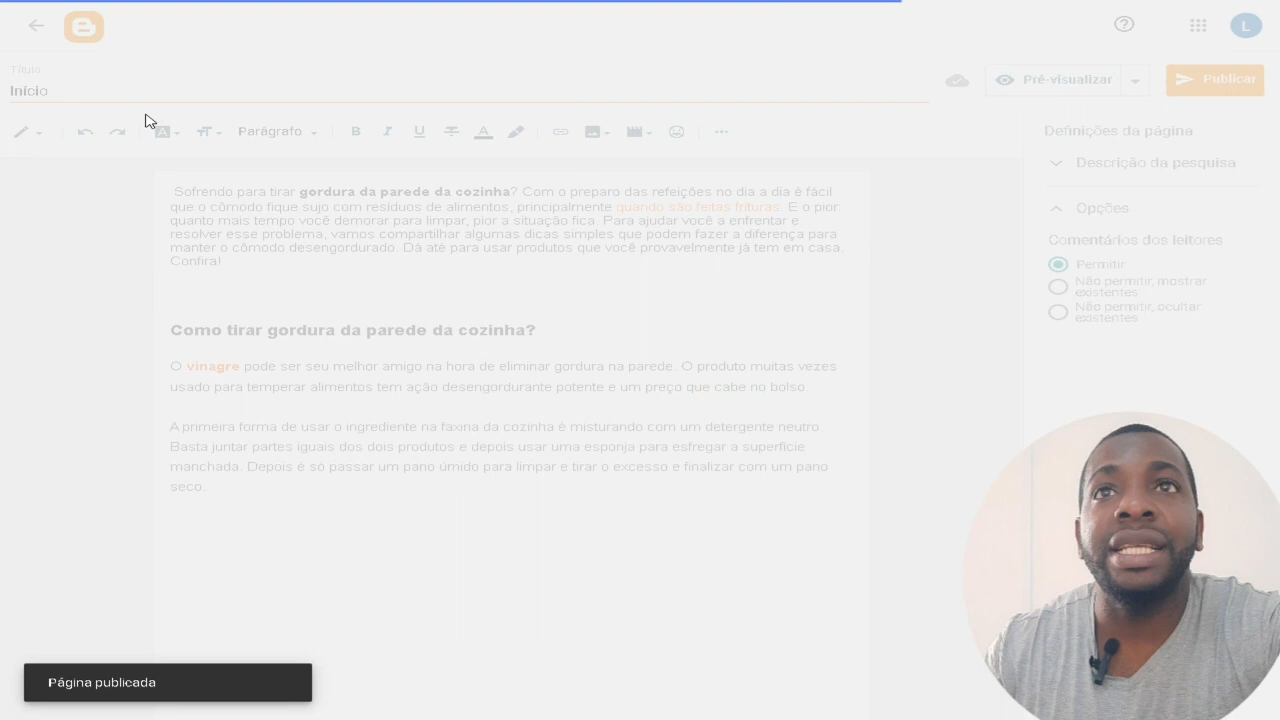 L
Título
Início
Pré-visualizar
Publicar
Parágrafo
Definições da página
Descrição da pesquisa
Opções
Comentários dos leitores
Permitir
Não permitir, mostrar
existentes
Não permitir, ocultar
existentes
Sofrendo para tirar gordura da parede da cozinha? Com o preparo das refeições no dia a dia é fácil
que o cômodo fique sujo com resíduos de alimentos, principalmente quando são feitas frituras. E o pior:
quanto mais tempo você demorar para limpar, pior a situação fica. Para ajudar você a enfrentar e
resolver esse problema, vamos compartilhar algumas dicas simples que podem fazer a diferença para
manter o cômodo desengordurado. Dá até para usar produtos que você provavelmente já tem em casa.
Confira!
Como tirar gordura da parede da cozinha?
O vinagre pode ser seu melhor amigo na hora de eliminar gordura na parede. O produto muitas vezes
usado para temperar alimentos tem ação desengordurante potente e um preço que cabe no bolso.
A primeira forma de usar o ingrediente na faxina da cozinha é misturando com um detergente neutro.
Basta juntar partes iguais dos dois produtos e depois usar uma esponja para esfregar a superfície
manchada. Depois é só passar um pano úmido para limpar e tirar o excesso e finalizar com um pano
seco.
Página publicada